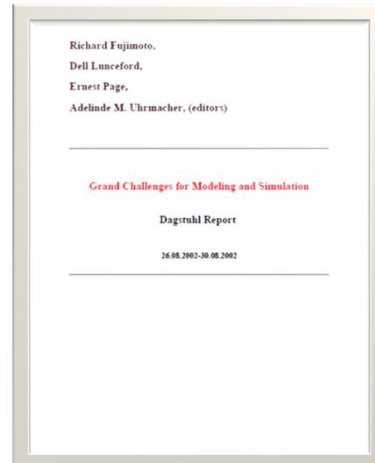 Richard Fujimoto,
Dell Lunceford,
Ernest Page,
Adelinde M. Uhrmacher, (editors)
Grand Challenges for Modeling and Simulation
Dagstuhl Report
26.08.2002-30.08.2002